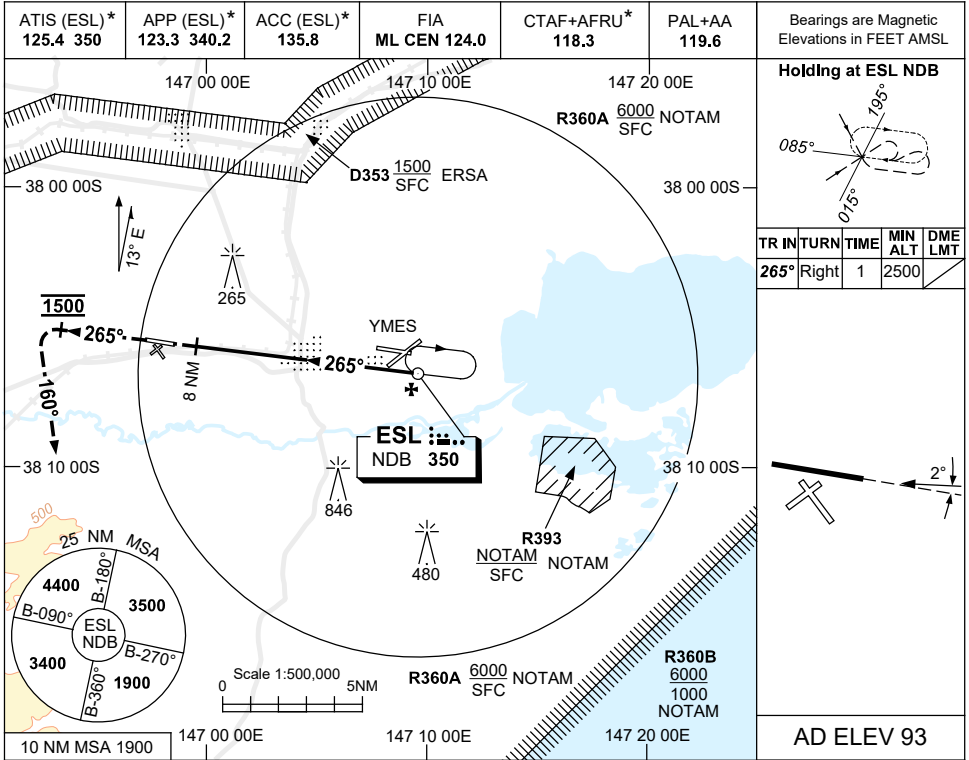 ATIS (ESL)*
125.4 350
APP (ESL)*
123.3 340.2
ACC (ESL)*
135.8
FIA
ML CEN 124.0
CTAF+AFRU*
118.3
PAL+AA
119.6
Bearings are Magnetic
Elevations in FEET AMSL
147 00 00E
147 10 00E
147 20 00E
R360A 6000 NOTAM
SFC
D353 1500 ERSA
SFC
38 00 00S
38 00 00S
13° E
265
1500
265°
8 NM
265°
YMES
160°
ESL
NDB 350
38 10 00S
38 10 00S
846
480
R393
NOTAM NOTAM
SFC
500
25 NM MSA
4400
B-180°
3500
B-090°
ESL
NDB
B-270°
3400
B-360°
1900
Scale 1:500,000
0 5NM
R360A 6000 NOTAM
SFC
R360B
6000
1000
NOTAM
147 00 00E
147 10 00E
147 20 00E
10 NM MSA 1900
Holding at ESL NDB
195°
085°
015°
TR IN TURN TIME MIN ALT DME LMT
265° Right 1 2500
2°
AD ELEV 93